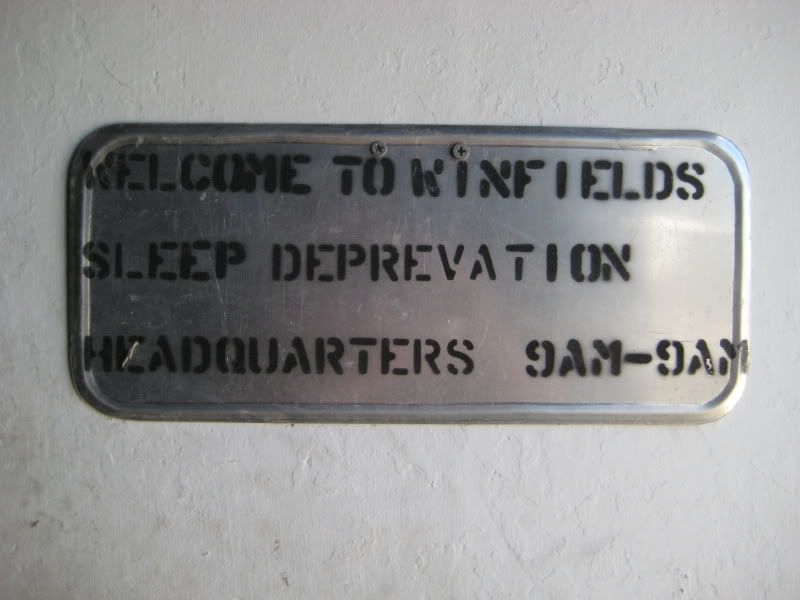 WELCOME TO WINFIELDS
SLEEP DEPREVATION
HEADQUARTERS 9AM-9AM